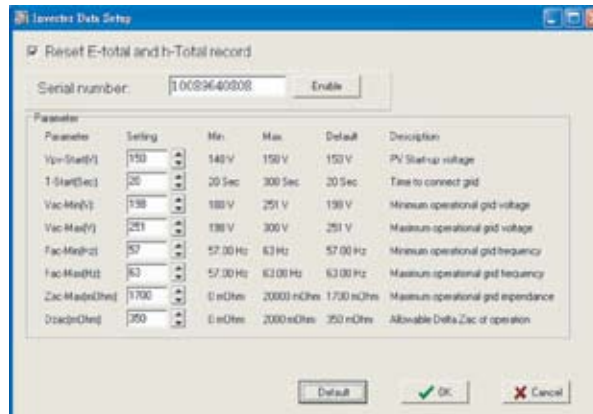 Inverter Data Setup
Reset E-total and h-Total record
Serial number: 10089640808 Enable
Parameter
Parameter Setting Min. Max. Default Description
Vpv-Start(V) 150 140 V 150 V 150 V PV Start-up voltage
T-Start(Sec) 20 20 Sec 300 Sec 20 Sec Time to connect grid
Vac-Min(V) 198 180 V 251 V 198 V Minimum operational grid voltage
Vac-Max(V) 251 198 V 300 V 251 V Maximum operational grid voltage
Fac-Min(Hz) 57 57.00 Hz 63 Hz 57.00 Hz Minimum operational grid frequency
Fac-Max(Hz) 63 57.00 Hz 63.00 Hz 63.00 Hz Maximum operational grid frequency
Zac-Max(mOhm) 1700 0 mOhm 20000 mOhm 1700 mOhm Maximum operational grid impendance
Dzac(mOhm) 350 0 mOhm 2000 mOhm 350 mOhm Allowable Delta Zac of operation
Default OK Cancel